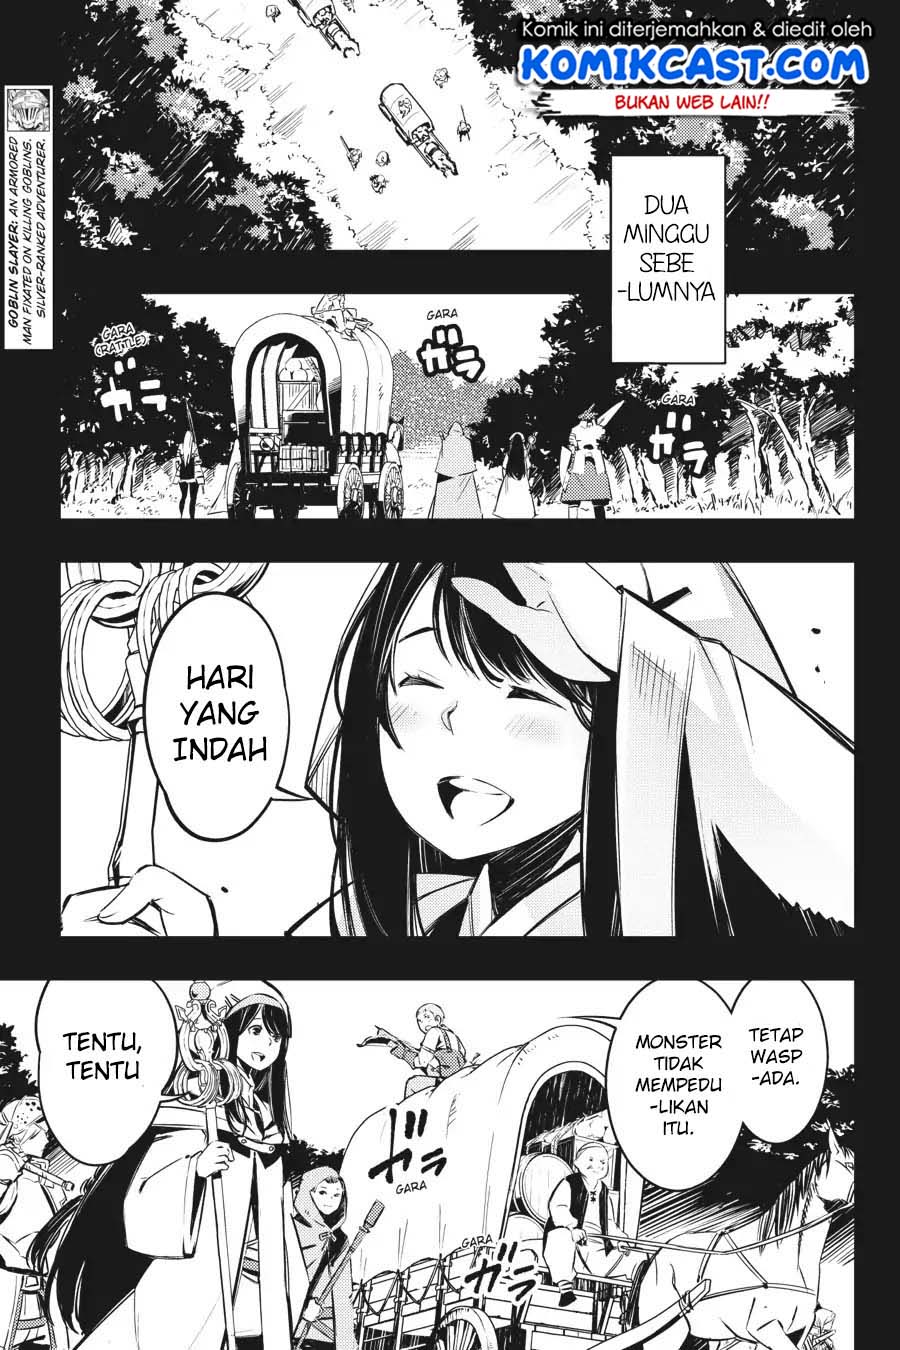 Komik ini diterjemahkan & diedit oleh
KOMIKCAST.COM
BUKAN WEB LAIN!!
GOBLIN SLAYER: AN ARMORED
MAN FIXATED ON KILLING GOBLINS.
SILVER-RANKED ADVENTURER.
DUA
MINGGU
SEBE
-LUMNYA
GARA
ガラ
GARA
ガラ
GARA
(RATTLE)
ガラ
HARI
YANG
INDAH
TETAP
WASP
-ADA.
MONSTER
TIDAK
MEMPEDU
-LIKAN
ITU.
TENTU,
TENTU
ガラ
GARA
GARA
ガラ